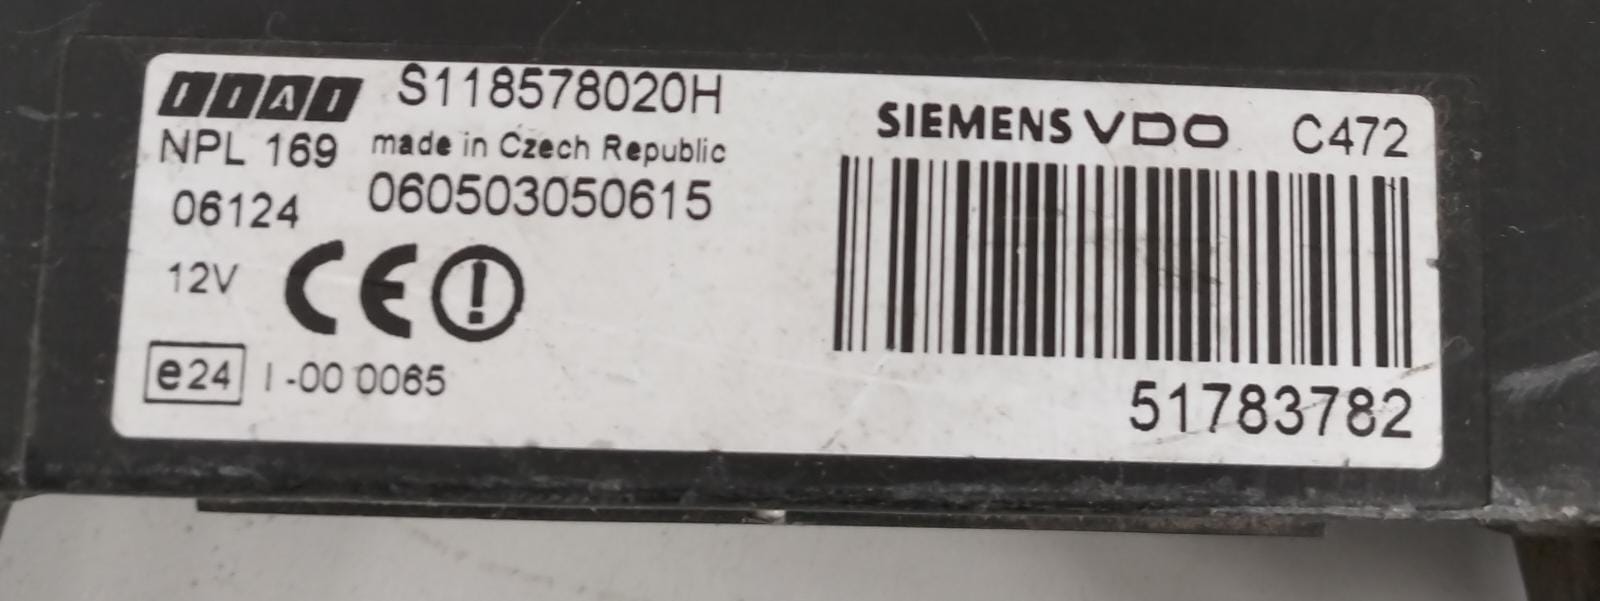 FIAT S118578020H
NPL 169 made in Czech Republic
06124 060503050615
12V CE !
e24 I -00 0065
SIEMENS VDO C472
51783782